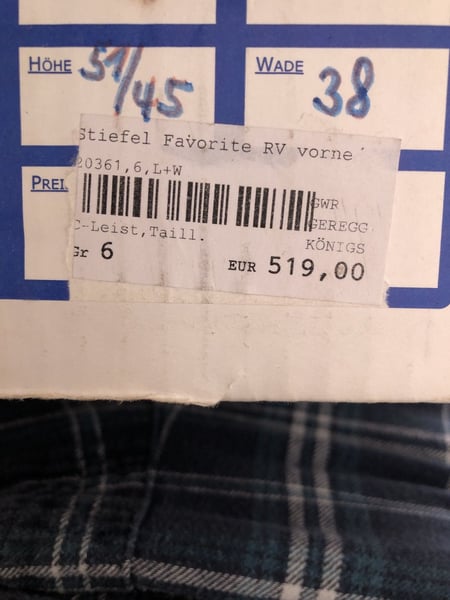 HÖHE 51/45
WADE 38
Stiefel Favorite RV vorne
20361,6,L+W
PREI
GWR
GEREGG
C-Leist,Taill.
KÖNIGS
Gr 6
EUR 519,00